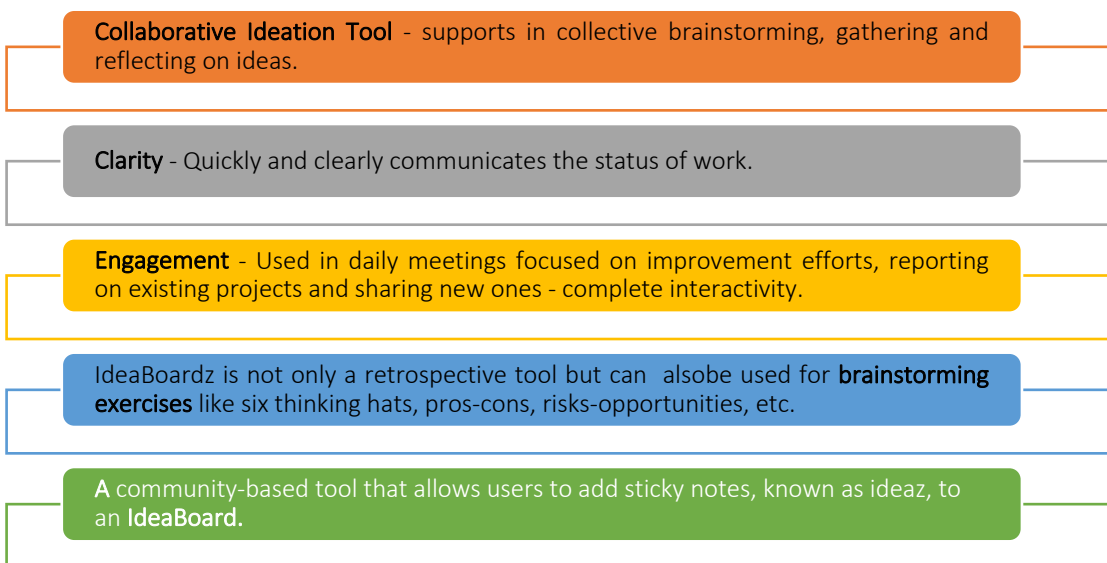 Collaborative Ideation Tool - supports in collective brainstorming, gathering and
reflecting on ideas.
Clarity - Quickly and clearly communicates the status of work.
Engagement - Used in daily meetings focused on improvement efforts, reporting
on existing projects and sharing new ones - complete interactivity.
IdeaBoardz is not only a retrospective tool but can alsobe used for brainstorming
exercises like six thinking hats, pros-cons, risks-opportunities, etc.
A community-based tool that allows users to add sticky notes, known as ideaz, to
an IdeaBoard.